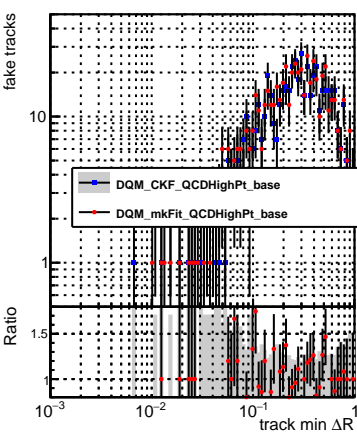 fake tracks
10
DQM_CKF_QCDHighPt_base
DQM_mkFit_QCDHighPt_base
1
Ratio
1.5
1
10⁻³
10⁻²
10⁻¹
1
track min ΔR